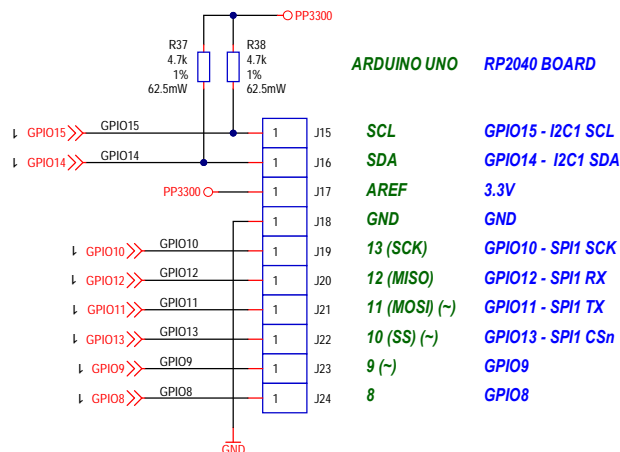 PP3300
R37 R38
4.7k 4.7k
1% 1%
62.5mW 62.5mW
ARDUINO UNO RP2040 BOARD
GPIO15 GPIO15 1 J15 SCL GPIO15 - I2C1 SCL
GPIO14 GPIO14 1 J16 SDA GPIO14 - I2C1 SDA
PP3300 1 J17 AREF 3.3V
1 J18 GND GND
GPIO10 GPIO10 1 J19 13 (SCK) GPIO10 - SPI1 SCK
GPIO12 GPIO12 1 J20 12 (MISO) GPIO12 - SPI1 RX
GPIO11 GPIO11 1 J21 11 (MOSI) (~) GPIO11 - SPI1 TX
GPIO13 GPIO13 1 J22 10 (SS) (~) GPIO13 - SPI1 CSn
GPIO9 GPIO9 1 J23 9 (~) GPIO9
GPIO8 GPIO8 1 J24 8 GPIO8
GND